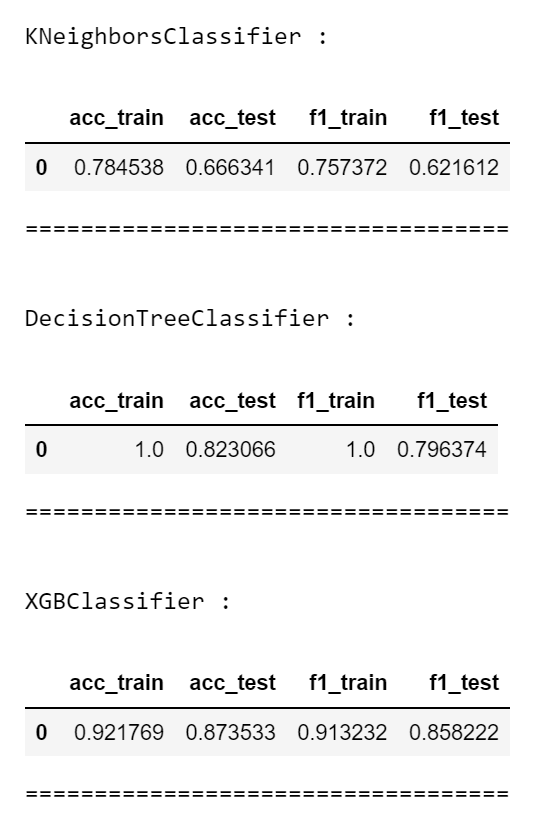 KNeighborsClassifier :
acc_train acc_test f1_train f1_test
0 0.784538 0.666341 0.757372 0.621612
===================================
DecisionTreeClassifier :
acc_train acc_test f1_train f1_test
0 1.0 0.823066 1.0 0.796374
===================================
XGBClassifier :
acc_train acc_test f1_train f1_test
0 0.921769 0.873533 0.913232 0.858222
===================================